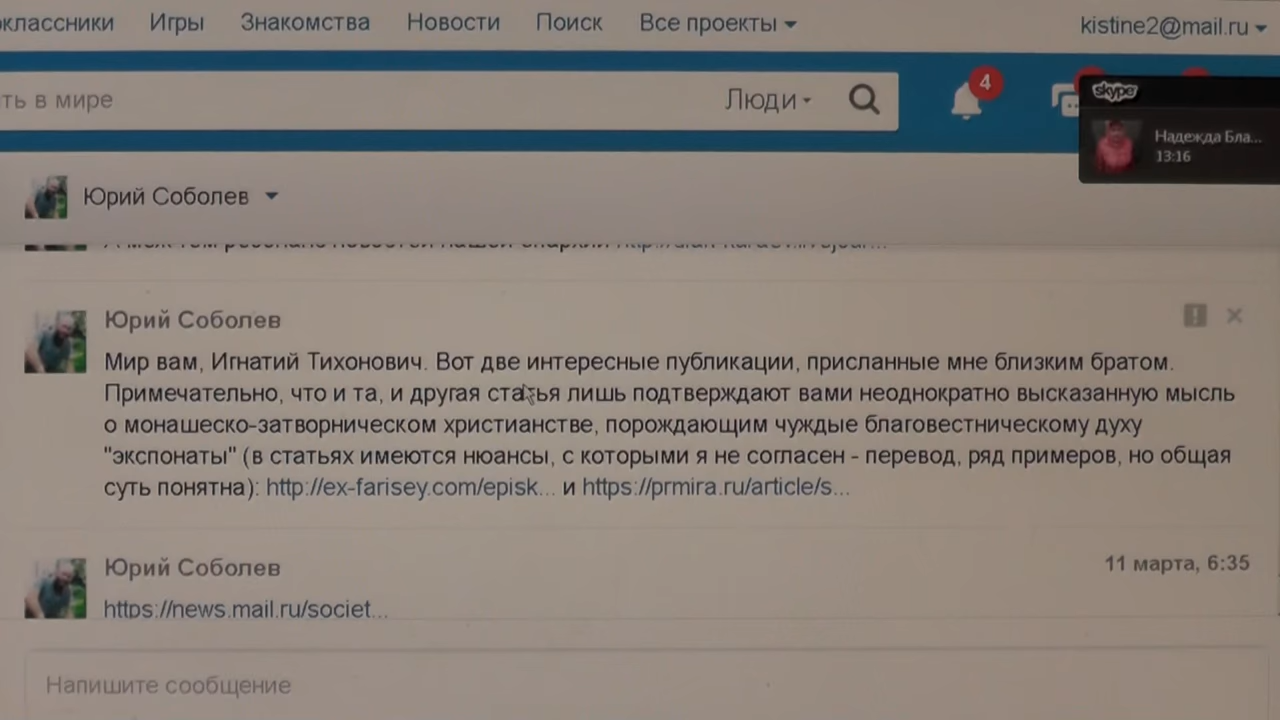 Игры Знакомства Новости Поиск Все проекты kistine2@mail.ru
в мире Люди 4
skype
Надежда Бла...
13:16
Юрий Соболев
Юрий Соболев
Мир вам, Игнатий Тихонович. Вот две интересные публикации, присланные мне близким братом.
Примечательно, что и та, и другая статья лишь подтверждают вами неоднократно высказанную мысль
о монашеско-затворническом христианстве, порождающим чуждые благовестническому духу
"экспонаты" (в статьях имеются нюансы, с которыми я не согласен - перевод, ряд примеров, но общая
суть понятна): http://ex-farisey.com/episk... и https://prmira.ru/article/s...
Юрий Соболев 11 марта, 6:35
https://news.mail.ru/societ...
Напишите сообщение